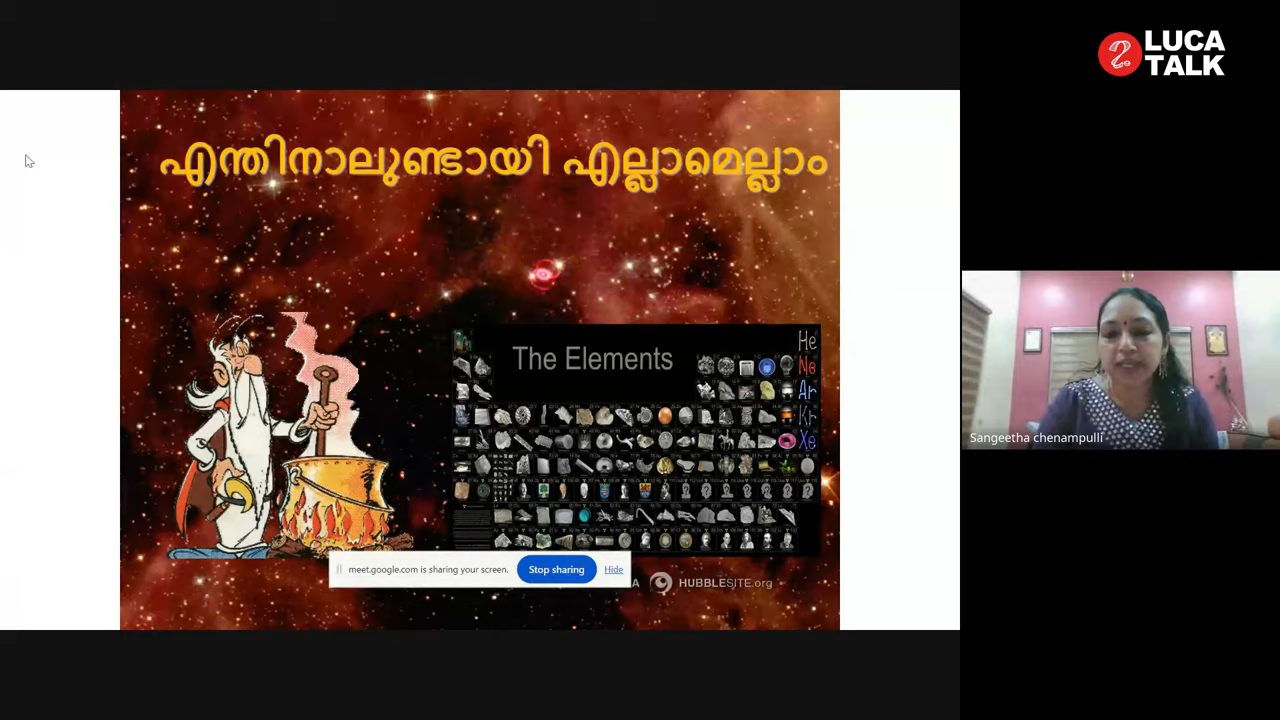 LUCA
TALK
എന്തിനാലുണ്ടായി എല്ലാമെല്ലാം
The Elements
He
Ne
Ar
Kr
Xe
Sangeetha chenampulli
meet.google.com is sharing your screen.
Stop sharing
Hide
HUBBLESITE.org